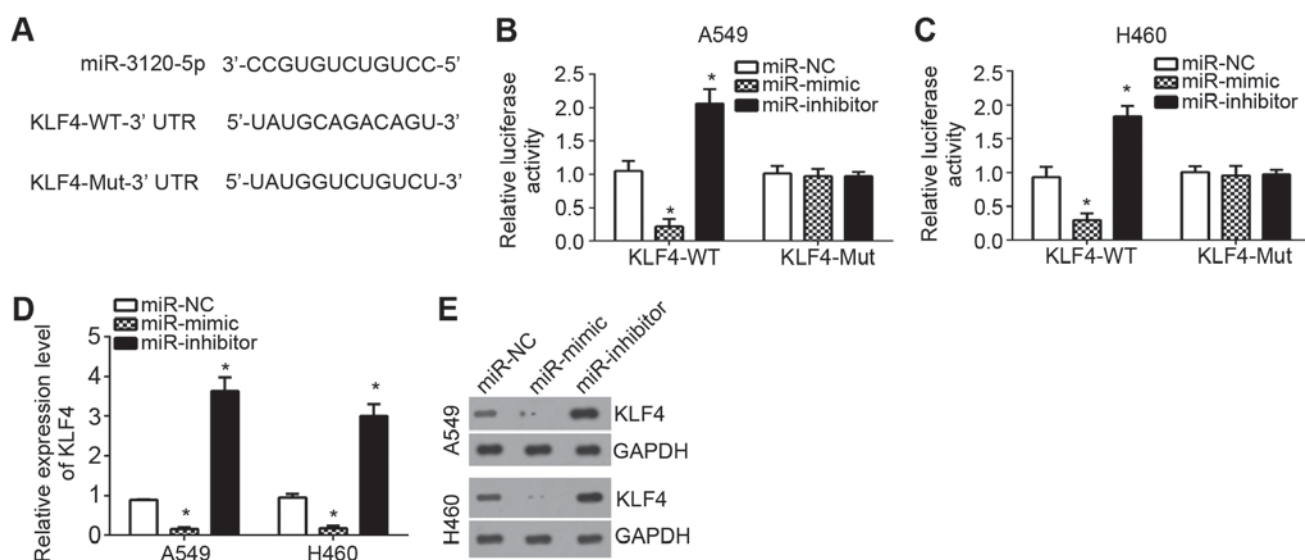 A
miR-3120-5p 3'-CCGUGUCUGUCC-5'
KLF4-WT-3' UTR 5'-UAUGCAGACAGU-3'
KLF4-Mut-3' UTR 5'-UAUGGUCUGUCU-3'
B
A549
Relative luciferase
activity
2.5
2.0
1.5
1.0
0.5
0.0
miR-NC
miR-mimic
miR-inhibitor
*
*
KLF4-WT KLF4-Mut
C
H460
Relative luciferase
activity
2.5
2.0
1.5
1.0
0.5
0.0
miR-NC
miR-mimic
miR-inhibitor
*
*
KLF4-WT KLF4-Mut
D
miR-NC
miR-mimic
miR-inhibitor
Relative expression level
of KLF4
5
4
3
2
1
0
*
*
*
*
A549 H460
E
miR-NC miR-mimic miR-inhibitor
A549
KLF4
GAPDH
H460
KLF4
GAPDH